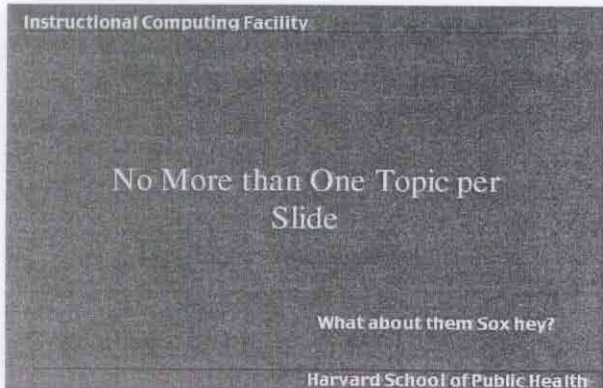 Instructional Computing Facility
No More than One Topic per
Slide
What about them Sox hey?
Harvard School of Public Health